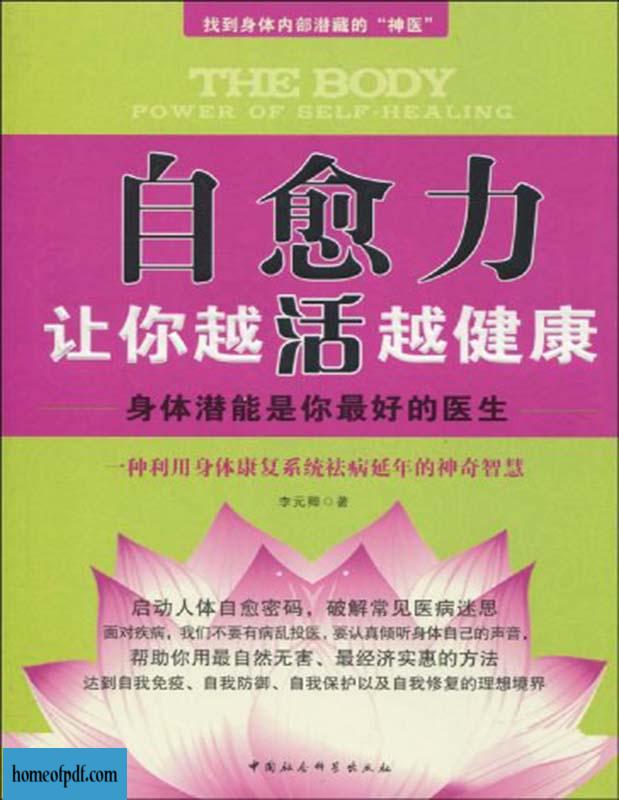 找到身体内部潜藏的“神医”
THE BODY
POWER OF SELF-HEALING
自愈力
让你越活越健康
身体潜能是你最好的医生
一种利用身体康复系统祛病延年的神奇智慧
李元卿◎著
启动人体自愈密码，破解常见医病迷思
面对疾病，我们不要有病乱投医，要认真倾听身体自己的声音，
帮助你用最自然无害、最经济实惠的方法
达到自我免疫、自我防御、自我保护以及自我修复的理想境界
中国社会科学出版社
homeofpdf.com